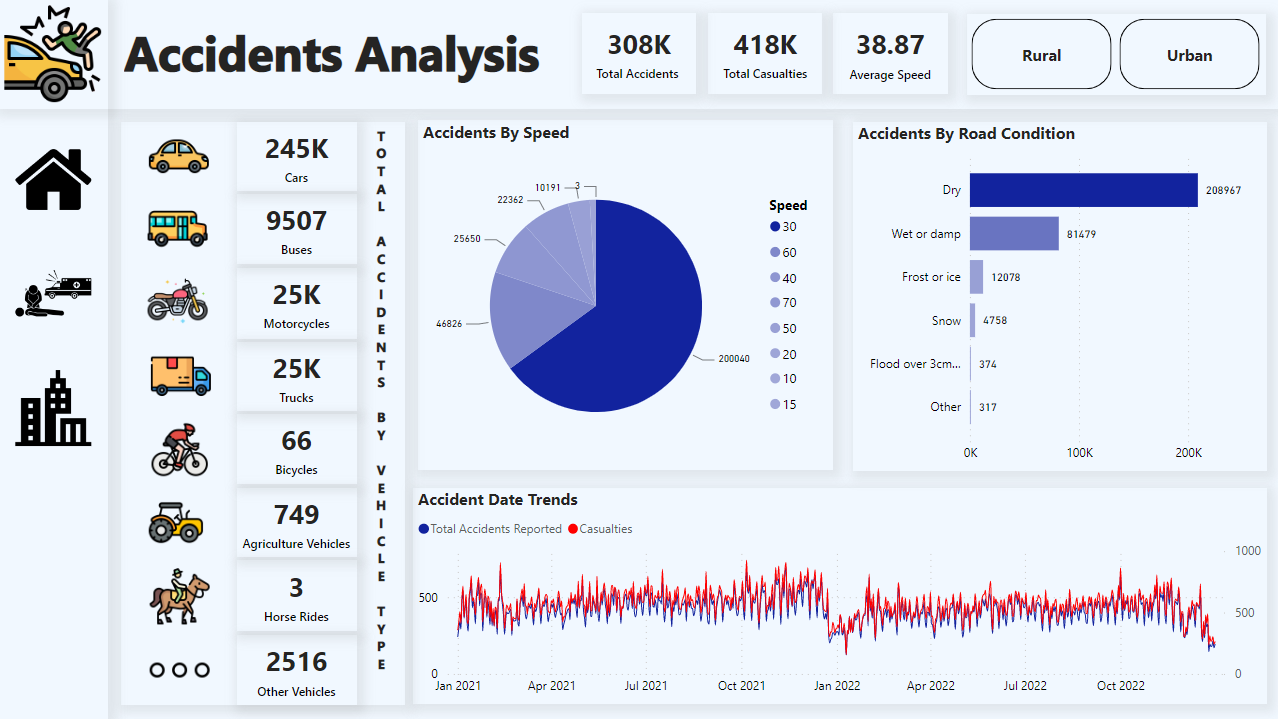 Accidents Analysis
308K
Total Accidents
418K
Total Casualties
38.87
Average Speed
Rural
Urban
245K
Cars
9507
Buses
25K
Motorcycles
25K
Trucks
66
Bicycles
749
Agriculture Vehicles
3
Horse Rides
2516
Other Vehicles
TOTAL ACCIDENTS BY VEHICLE TYPE
Accidents By Speed
3
10191
22362
25650
46826
200040
Speed
30
60
40
70
50
20
10
15
Accidents By Road Condition
Dry
208967
Wet or damp
81479
Frost or ice
12078
Snow
4758
Flood over 3cm...
374
Other
317
0K
100K
200K
Accident Date Trends
Total Accidents Reported
Casualties
500
0
1000
500
0
Jan 2021
Apr 2021
Jul 2021
Oct 2021
Jan 2022
Apr 2022
Jul 2022
Oct 2022